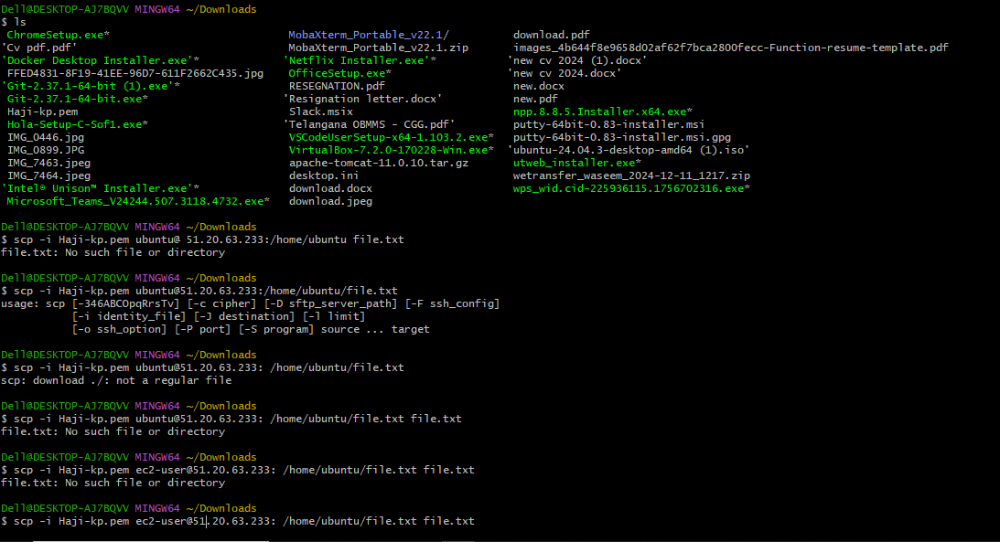 Dell@DESKTOP-AJ7BQVV MINGW64 ~/Downloads
$ ls
 ChromeSetup.exe*                             MobaXterm_Portable_v22.1/          download.pdf
'Cv pdf.pdf'                                  MobaXterm_Portable_v22.1.zip       images_4b644f8e9658d02af62f7bca2800fecc-Function-resume-template.pdf
'Docker Desktop Installer.exe'*              'Netflix Installer.exe'*           'new cv 2024 (1).docx'
 FFED4831-8F19-41EE-96D7-611F2662C435.jpg     OfficeSetup.exe*                  'new cv 2024.docx'
'Git-2.37.1-64-bit (1).exe'*                  RESEGNATION.pdf                    new.docx
 Git-2.37.1-64-bit.exe*                      'Resignation letter.docx'           new.pdf
 Haji-kp.pem                                  Slack.msix                         npp.8.8.5.Installer.x64.exe*
 Hola-Setup-C-Sof1.exe*                      'Telangana OBMMS - CGG.pdf'         putty-64bit-0.83-installer.msi
 IMG_0446.jpg                                 VSCodeUserSetup-x64-1.103.2.exe*   putty-64bit-0.83-installer.msi.gpg
 IMG_0899.JPG                                 VirtualBox-7.2.0-170228-Win.exe*  'ubuntu-24.04.3-desktop-amd64 (1).iso'
 IMG_7463.jpeg                                apache-tomcat-11.0.10.tar.gz       utweb_installer.exe*
 IMG_7464.jpeg                                desktop.ini                        wetransfer_waseem_2024-12-11_1217.zip
'Intel® Unison™ Installer.exe'*               download.docx                      wps_wid.cid-225936115.1756702316.exe*
 Microsoft_Teams_V24244.507.3118.4732.exe*    download.jpeg

Dell@DESKTOP-AJ7BQVV MINGW64 ~/Downloads
$ scp -i Haji-kp.pem ubuntu@ 51.20.63.233:/home/ubuntu file.txt
file.txt: No such file or directory

Dell@DESKTOP-AJ7BQVV MINGW64 ~/Downloads
$ scp -i Haji-kp.pem ubuntu@51.20.63.233:/home/ubuntu/file.txt
usage: scp [-346ABCOpqRrsTv] [-c cipher] [-D sftp_server_path] [-F ssh_config]
           [-i identity_file] [-J destination] [-l limit]
           [-o ssh_option] [-P port] [-S program] source ... target

Dell@DESKTOP-AJ7BQVV MINGW64 ~/Downloads
$ scp -i Haji-kp.pem ubuntu@51.20.63.233: /home/ubuntu/file.txt
scp: download ./: not a regular file

Dell@DESKTOP-AJ7BQVV MINGW64 ~/Downloads
$ scp -i Haji-kp.pem ubuntu@51.20.63.233: /home/ubuntu/file.txt file.txt
file.txt: No such file or directory

Dell@DESKTOP-AJ7BQVV MINGW64 ~/Downloads
$ scp -i Haji-kp.pem ec2-user@51.20.63.233: /home/ubuntu/file.txt file.txt
file.txt: No such file or directory

Dell@DESKTOP-AJ7BQVV MINGW64 ~/Downloads
$ scp -i Haji-kp.pem ec2-user@51.20.63.233: /home/ubuntu/file.txt file.txt